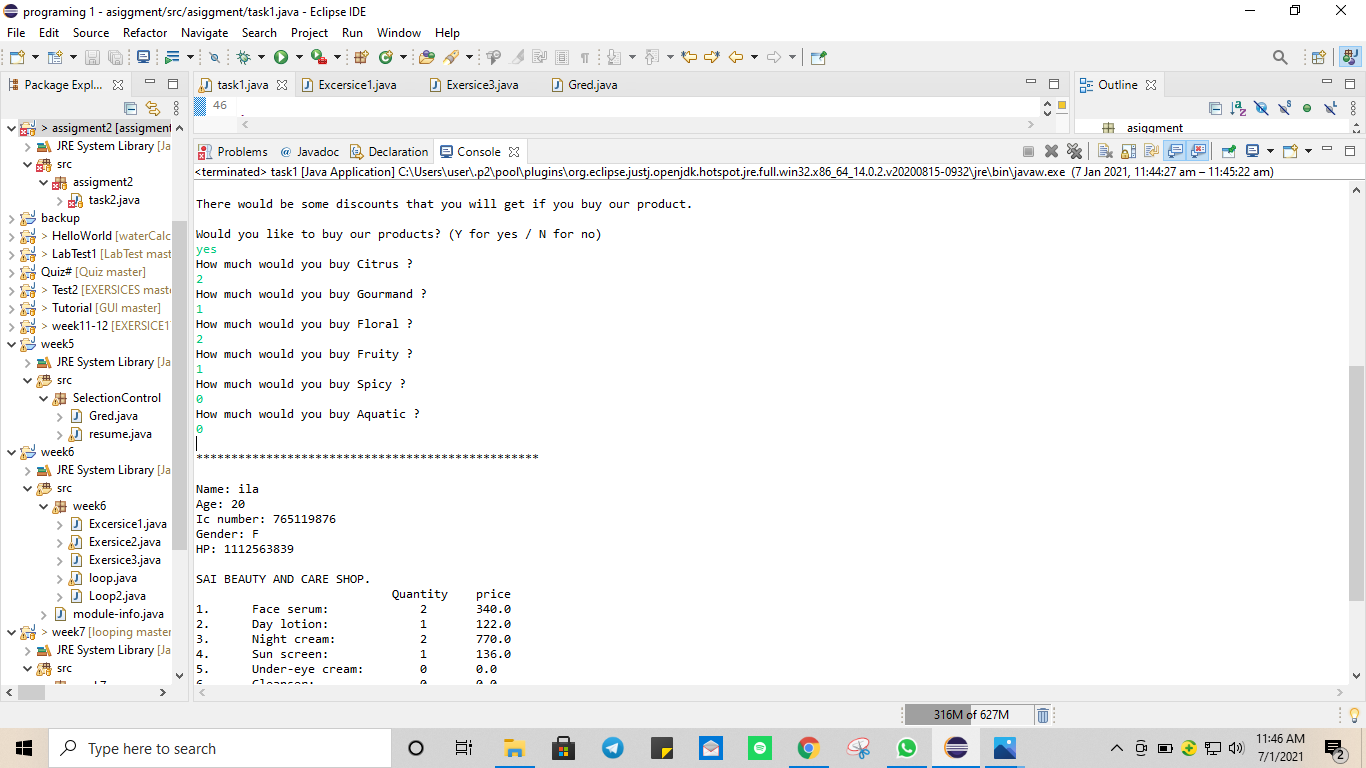 programing 1 - asiggment/src/asiggment/task1.java - Eclipse IDE
File Edit Source Refactor Navigate Search Project Run Window Help
Package Expl...
task1.java Excersice1.java Exersice3.java Gred.java
Outline
46
asiggment
> assigment2 [assigment
JRE System Library [Ja
src
assigment2
task2.java
backup
> HelloWorld [waterCalc
> LabTest1 [LabTest mast
Quiz# [Quiz master]
> Test2 [EXERSICES maste
> Tutorial [GUI master]
> week11-12 [EXERSICE1
week5
JRE System Library [Ja
src
SelectionControl
Gred.java
resume.java
week6
JRE System Library [Ja
src
week6
Excersice1.java
Exersice2.java
Exersice3.java
loop.java
Loop2.java
module-info.java
> week7 [looping master
JRE System Library [Ja
src
Problems @ Javadoc Declaration Console
<terminated> task1 [Java Application] C:\Users\user\.p2\pool\plugins\org.eclipse.justj.openjdk.hotspot.jre.full.win32.x86_64_14.0.2.v20200815-0932\jre\bin\javaw.exe (7 Jan 2021, 11:44:27 am – 11:45:22 am)
There would be some discounts that you will get if you buy our product.
Would you like to buy our products? (Y for yes / N for no)
yes
How much would you buy Citrus ?
2
How much would you buy Gourmand ?
1
How much would you buy Floral ?
2
How much would you buy Fruity ?
1
How much would you buy Spicy ?
0
How much would you buy Aquatic ?
0
*************************************************
Name: ila
Age: 20
Ic number: 765119876
Gender: F
HP: 1112563839
SAI BEAUTY AND CARE SHOP.
Quantity price
1. Face serum: 2 340.0
2. Day lotion: 1 122.0
3. Night cream: 2 770.0
4. Sun screen: 1 136.0
5. Under-eye cream: 0 0.0
6. Cleanser: 0 0.0
316M of 627M
Type here to search
11:46 AM
7/1/2021
2